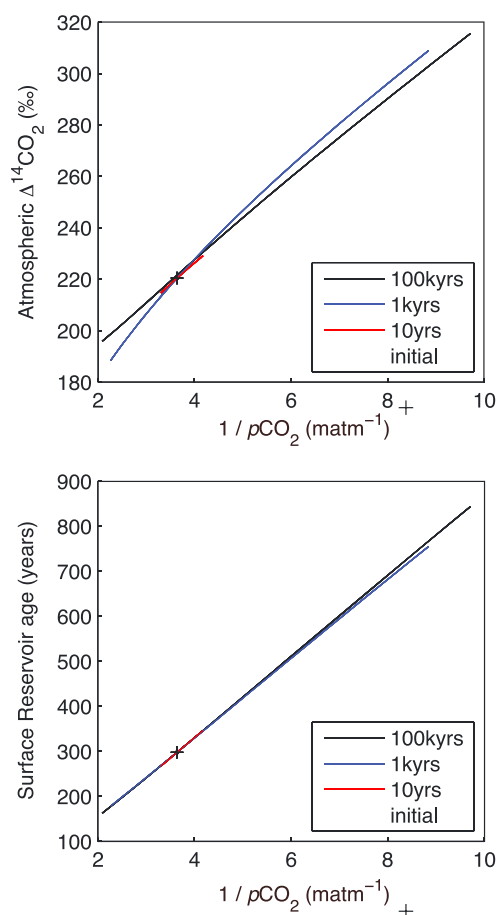 320
300
280
260
240
220
200
180
Atmospheric Δ¹⁴CO₂ (‰)
100kyrs
1kyrs
10yrs
initial
2 4 6 8 10
1 / pCO₂ (matm⁻¹) +
900
800
700
600
500
400
300
200
100
Surface Reservoir age (years)
100kyrs
1kyrs
10yrs
initial
2 4 6 8 10
1 / pCO₂ (matm⁻¹) +